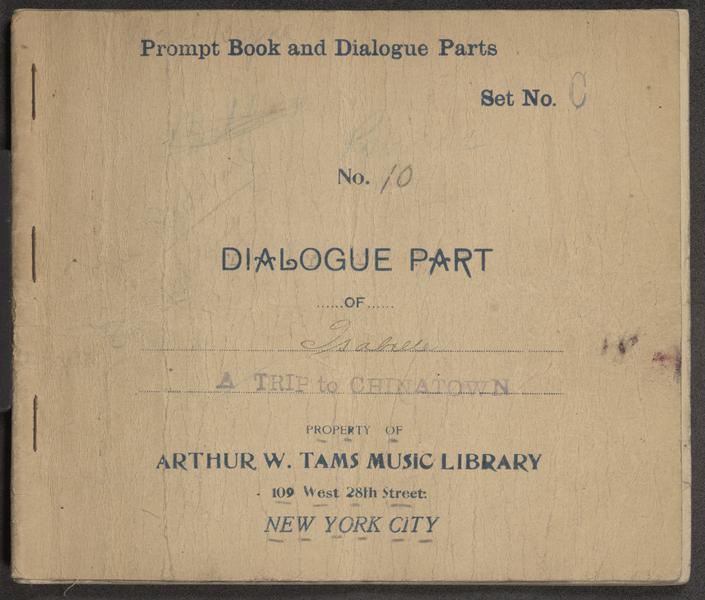 Prompt Book and Dialogue Parts
Set No. C
No. 10
DIALOGUE PART
......OF......
Isabelle
A TRIP to CHINATOWN
PROPERTY OF
ARTHUR W. TAMS MUSIC LIBRARY
109 West 28th Street:
NEW YORK CITY